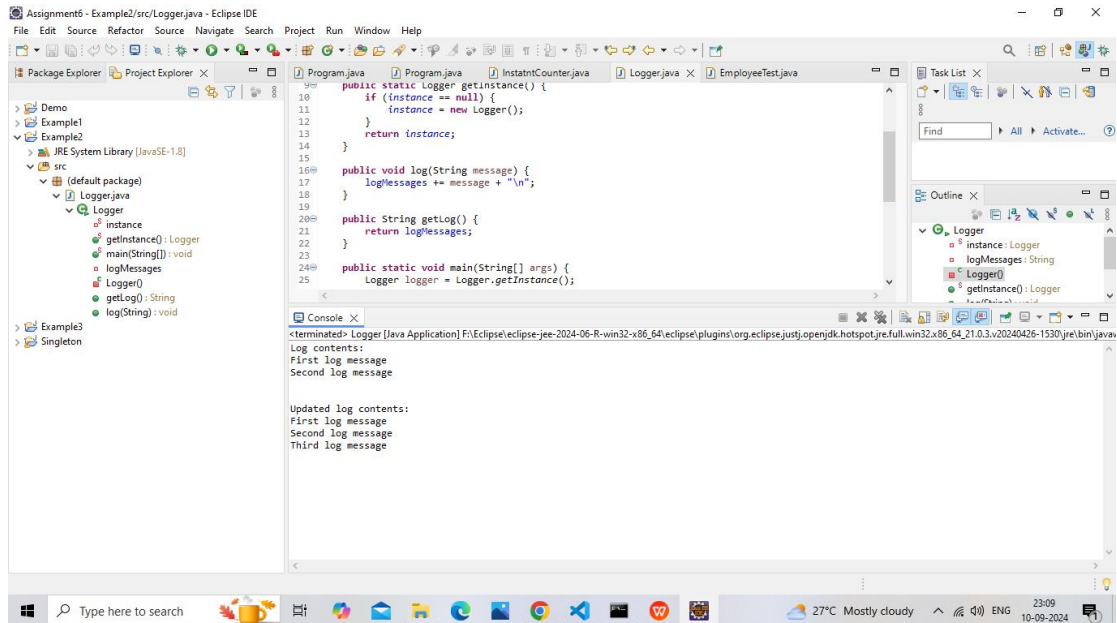 Assignment6 - Example2/src/Logger.java - Eclipse IDE
File Edit Source Refactor Source Navigate Search Project Run Window Help
Package Explorer Project Explorer
Demo
Example1
Example2
JRE System Library [JavaSE-1.8]
src
(default package)
Logger.java
Logger
instance
getInstance() : Logger
main(String[]) : void
logMessages
Logger()
getLog() : String
log(String) : void
Example3
Singleton
Program.java Program.java InstatntCounter.java Logger.java EmployeeTest.java
9 public static Logger getInstance() {
10 if (instance == null) {
11 instance = new Logger();
12 }
13 return instance;
14 }
15
16 public void log(String message) {
17 logMessages += message + "\n";
18 }
19
20 public String getLog() {
21 return logMessages;
22 }
23
24 public static void main(String[] args) {
25 Logger logger = Logger.getInstance();
Task List
Find All Activate...
Outline
Logger
instance : Logger
logMessages : String
Logger()
getInstance() : Logger
Console
<terminated> Logger [Java Application] F:\Eclipse\eclipse-jee-2024-06-R-win32-x86_64\eclipse\plugins\org.eclipse.justj.openjdk.hotspot.jre.full.win32.x86_64_21.0.3.v20240426-1530\jre\bin\javaw
Log contents:
First log message
Second log message
Updated log contents:
First log message
Second log message
Third log message
Type here to search
27°C Mostly cloudy ENG 23:09
10-09-2024